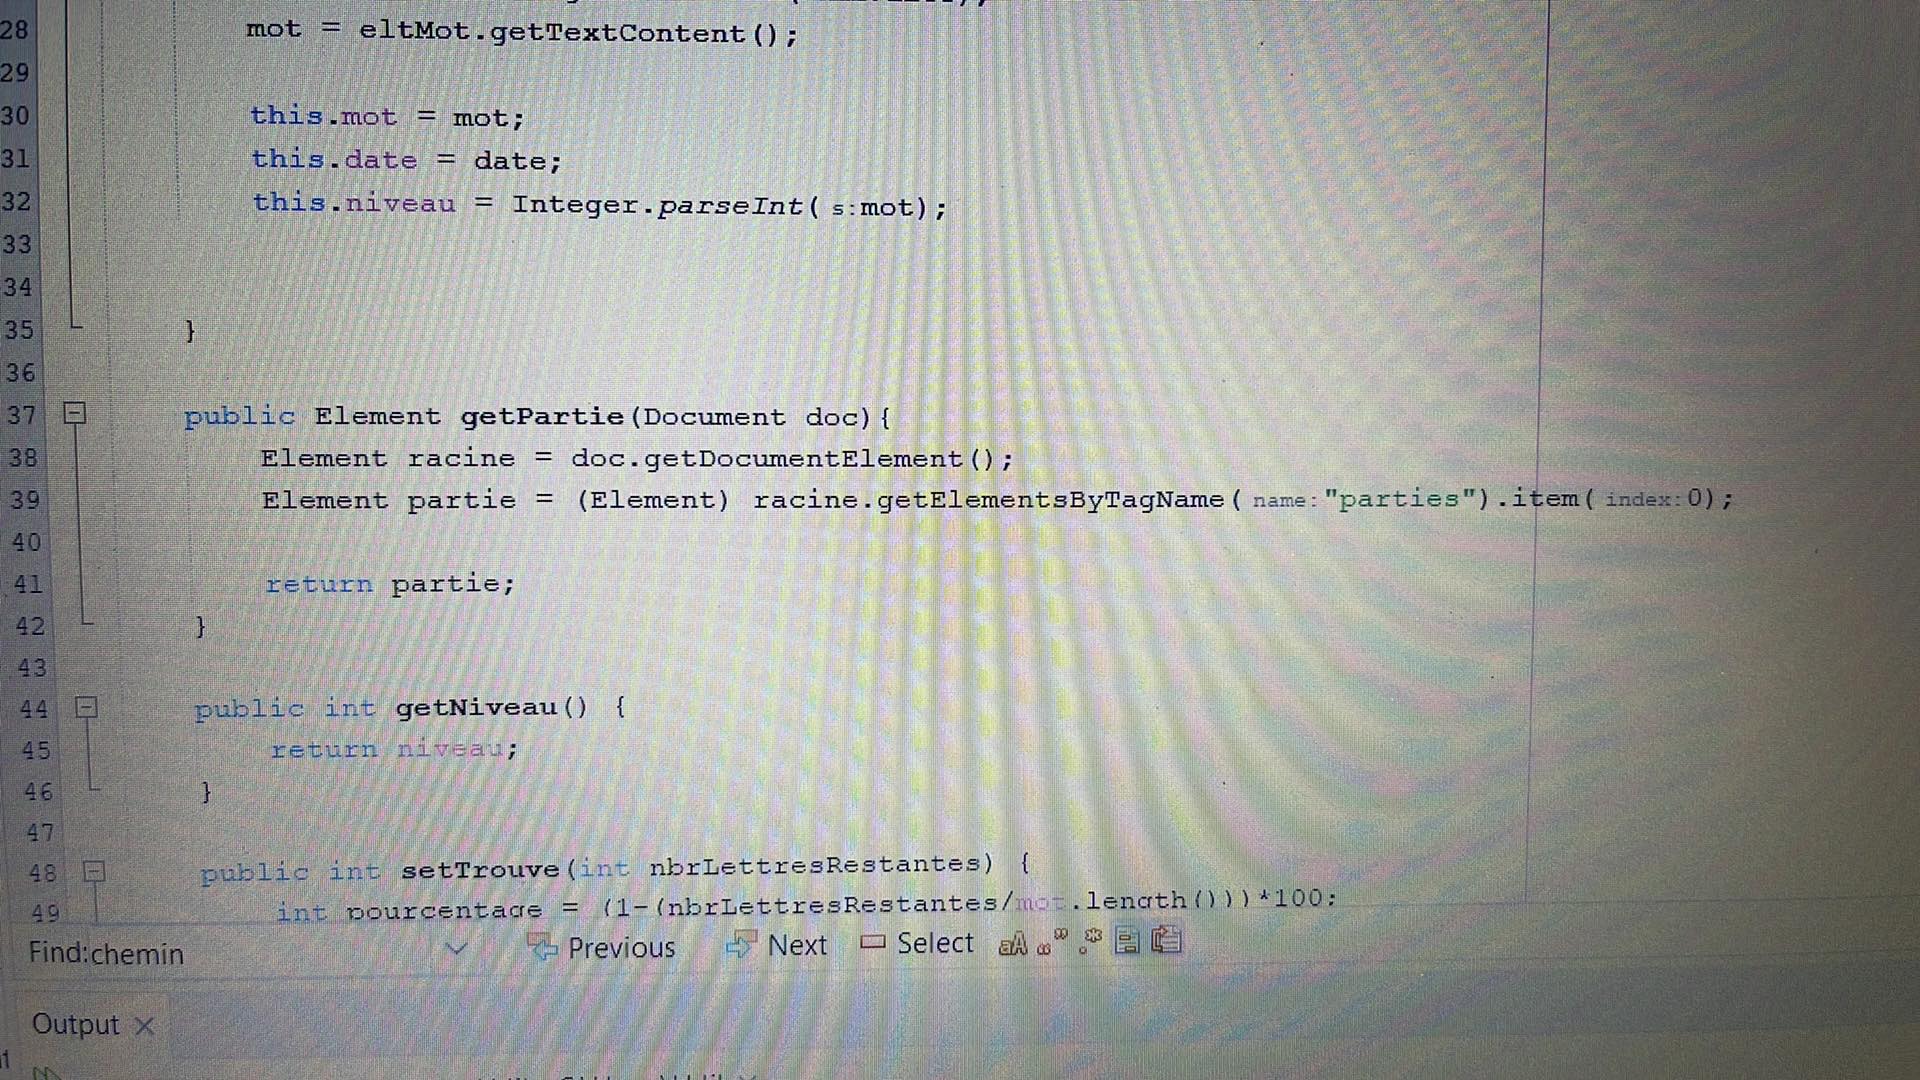 28 mot = eltMot.getTextContent();
29
30 this.mot = mot;
31 this.date = date;
32 this.niveau = Integer.parseInt( s:mot);
33
34
35 }
36
37 public Element getPartie(Document doc){
38 Element racine = doc.getDocumentElement();
39 Element partie = (Element) racine.getElementsByTagName( name:"parties").item( index:0);
40
41 return partie;
42 }
43
44 public int getNiveau() {
45 return niveau;
46 }
47
48 public int setTrouve(int nbrLettresRestantes) {
49 int pourcentage = (1-(nbrLettresRestantes/mot.length()))*100;
Find:chemin Previous Next Select aA
Output